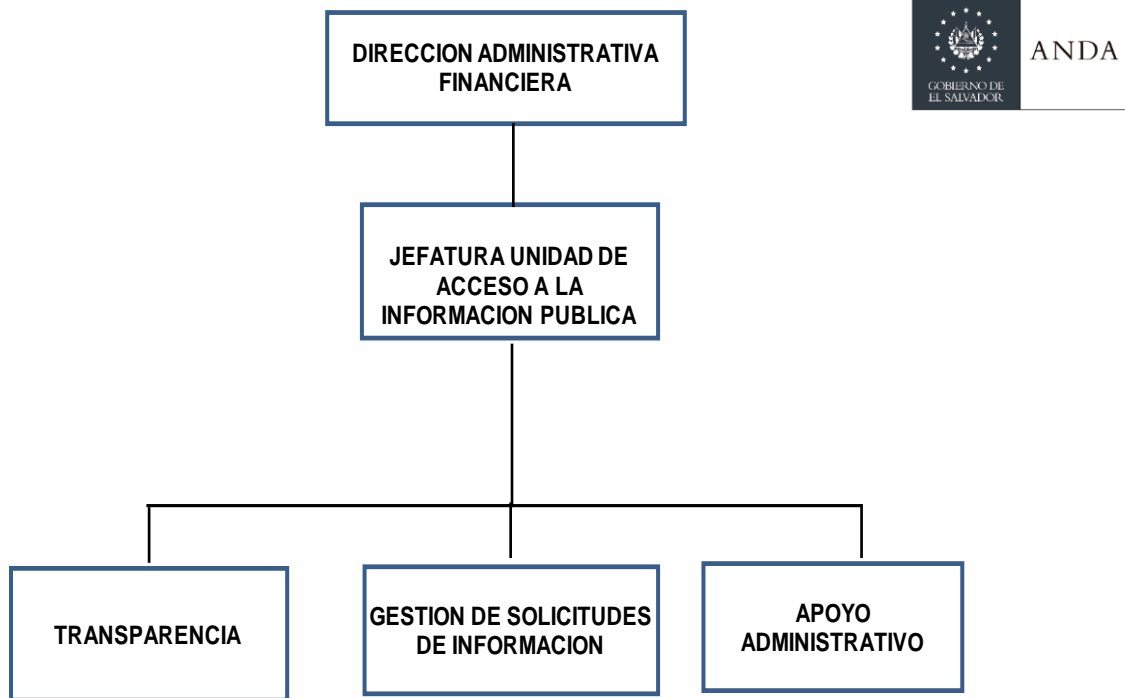 DIRECCION ADMINISTRATIVA
FINANCIERA
GOBIERNO DE
EL SALVADOR
ANDA
JEFATURA UNIDAD DE
ACCESO A LA
INFORMACION PUBLICA
TRANSPARENCIA
GESTION DE SOLICITUDES
DE INFORMACION
APOYO
ADMINISTRATIVO